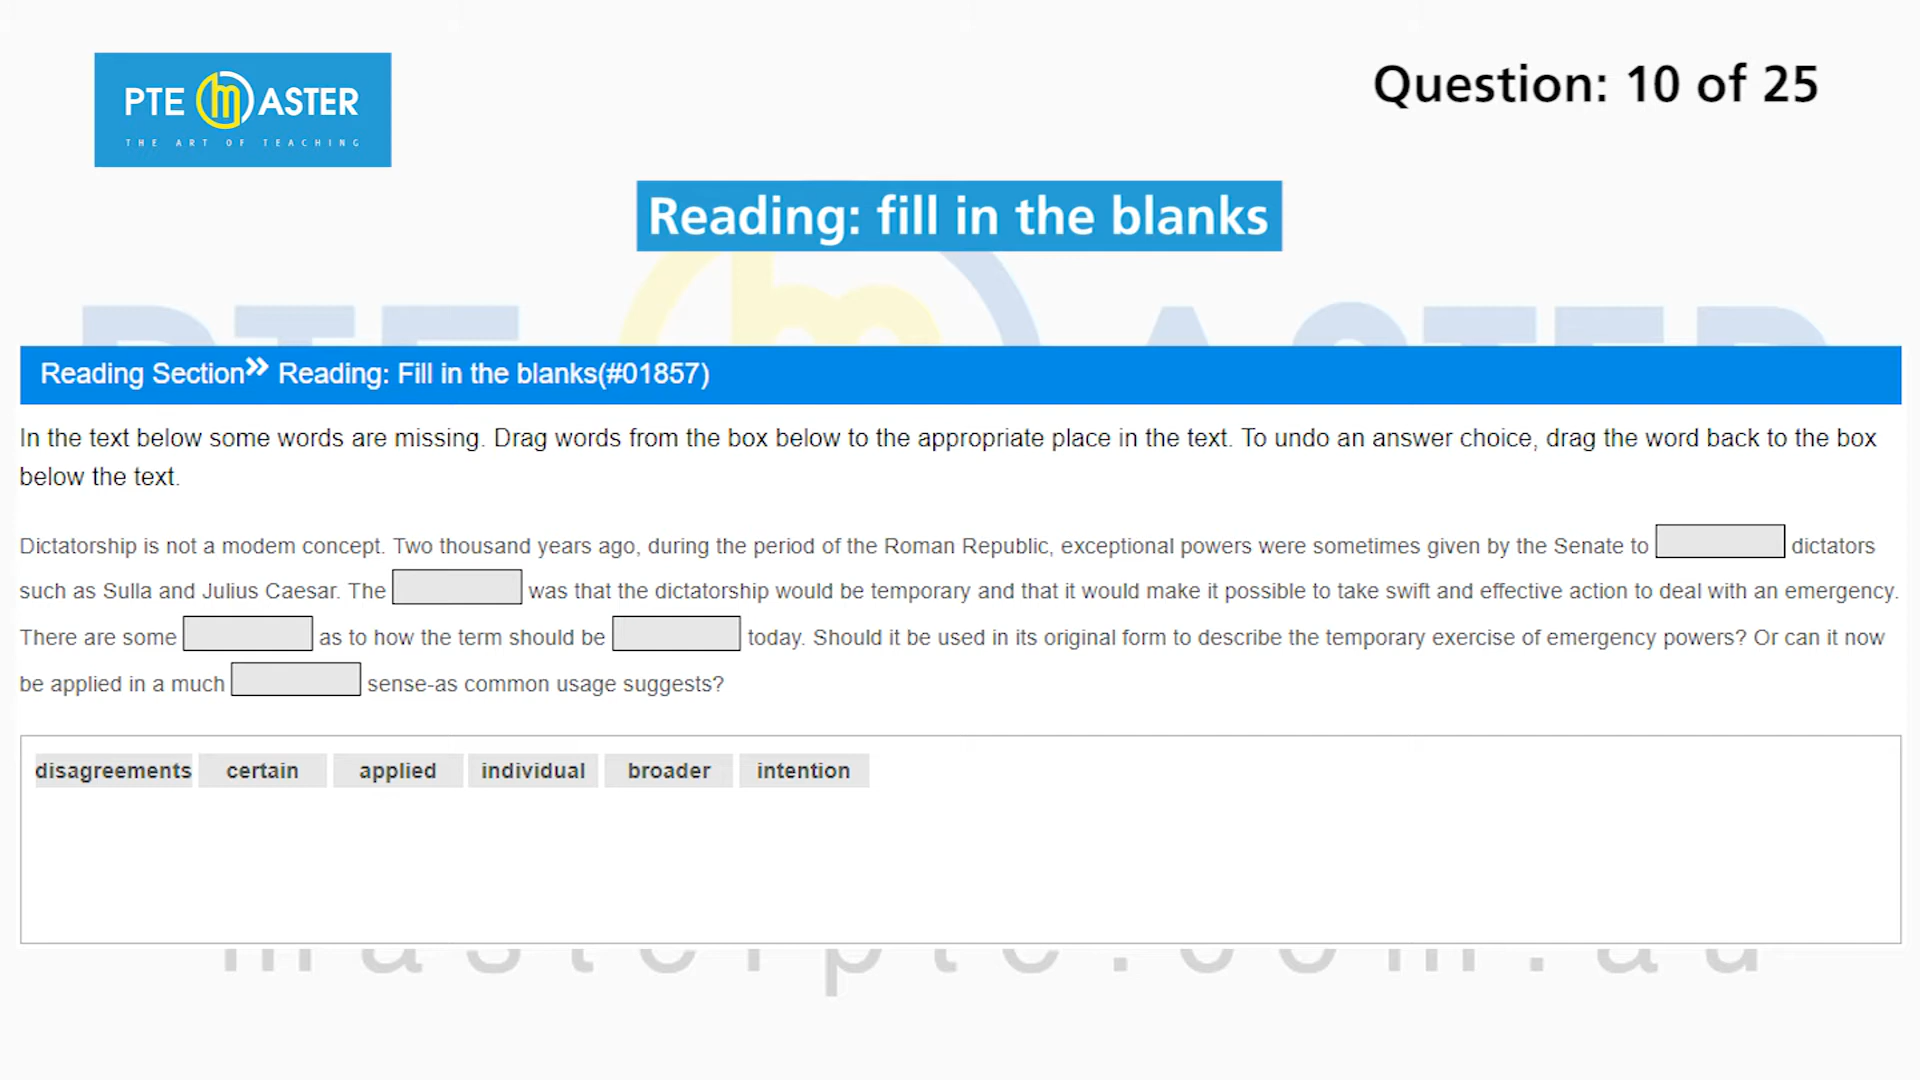 PTE MASTER
THE ART OF TEACHING
Question: 10 of 25
Reading: fill in the blanks
PTE m ASTER
Reading Section» Reading: Fill in the blanks(#01857)
In the text below some words are missing. Drag words from the box below to the appropriate place in the text. To undo an answer choice, drag the word back to the box
below the text.
Dictatorship is not a modem concept. Two thousand years ago, during the period of the Roman Republic, exceptional powers were sometimes given by the Senate to dictators
such as Sulla and Julius Caesar. The was that the dictatorship would be temporary and that it would make it possible to take swift and effective action to deal with an emergency.
There are some as to how the term should be today. Should it be used in its original form to describe the temporary exercise of emergency powers? Or can it now
be applied in a much sense-as common usage suggests?
disagreements certain applied individual broader intention
masterpte.com.au